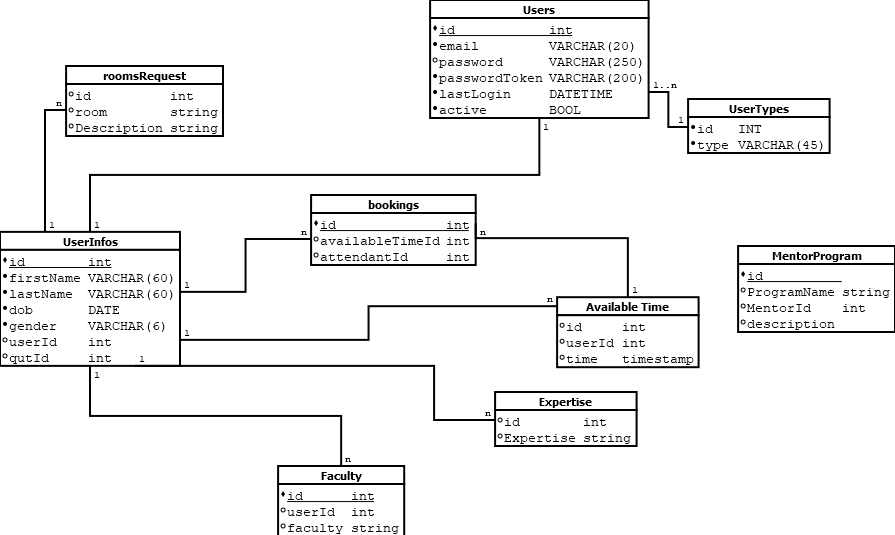 Users
id int
email VARCHAR(20)
password VARCHAR(250)
passwordToken VARCHAR(200)
lastLogin DATETIME
active BOOL
1..n
1
1
roomsRequest
id int
room string
Description string
n
1
UserTypes
id INT
type VARCHAR(45)
bookings
id int
availableTimeId int
attendantId int
n
n
1
1
UserInfos
id int
firstName VARCHAR(60)
lastName VARCHAR(60)
dob DATE
gender VARCHAR(6)
userId int
qutId int
1
1
1
1
MentorProgram
id
ProgramName string
MentorId int
description
1
n
Available Time
id int
userId int
time timestamp
Expertise
n
id int
Expertise string
n
Faculty
id int
userId int
faculty string